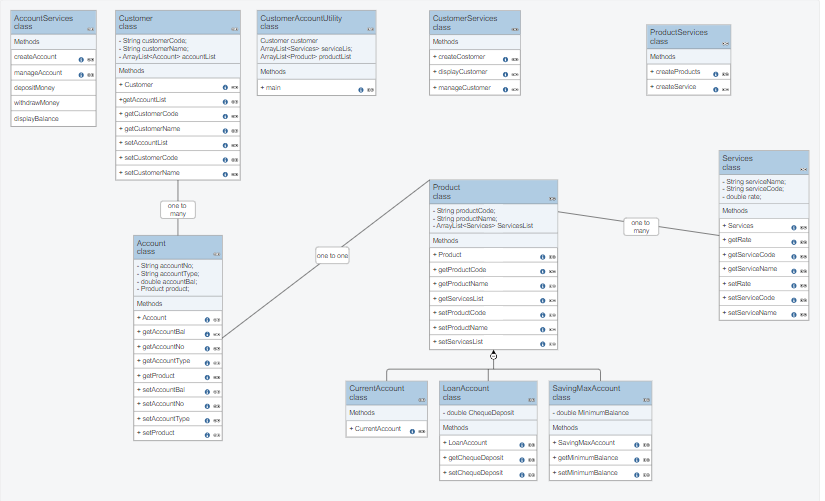 AccountServices
class
Methods
createAccount
manageAccount
depositMoney
withdrawMoney
displayBalance
Customer
class
- String customerCode;
- String customerName;
- ArrayList<Account> accountList
Methods
+ Customer
+getAccountList
+ getCustomerCode
+ getCustomerName
+ setAccountList
+ setCustomerCode
+ setCustomerName
CustomerAccountUtility
class
Customer customer
ArrayList<Services> serviceLis;
ArrayList<Product> productList
Methods
+ main
CustomerServices
class
Methods
+ createCostomer
+ displayCustomer
+ manageCustomer
ProductServices
class
Methods
+ createProducts
+ createService
one to
many
Account
class
- String accountNo;
- String accountType;
- double accountBal;
- Product product;
Methods
+ Account
+ getAccountBal
+ getAccountNo
+ getAccountType
+ getProduct
+ setAccountBal
+ setAccountNo
+ setAccountType
+ setProduct
one to one
Product
class
- String productCode;
- String productName;
- ArrayList<Services> ServicesList
Methods
+ Product
+ getProductCode
+ getProductName
+ getServicesList
+ setProductCode
+ setProductName
+ setServicesList
one to
many
Services
class
- String serviceName;
- String serviceCode;
- double rate;
Methods
+ Services
+ getRate
+ getServiceCode
+ getServiceName
+ setRate
+ setServiceCode
+ setServiceName
CurrentAccount
class
Methods
+ CurrentAccount
LoanAccount
class
- double ChequeDeposit
Methods
+ LoanAccount
+ getChequeDeposit
+ setChequeDeposit
SavingMaxAccount
class
- double MinimumBalance
Methods
+ SavingMaxAccount
+ getMinimumBalance
+ setMinimumBalance